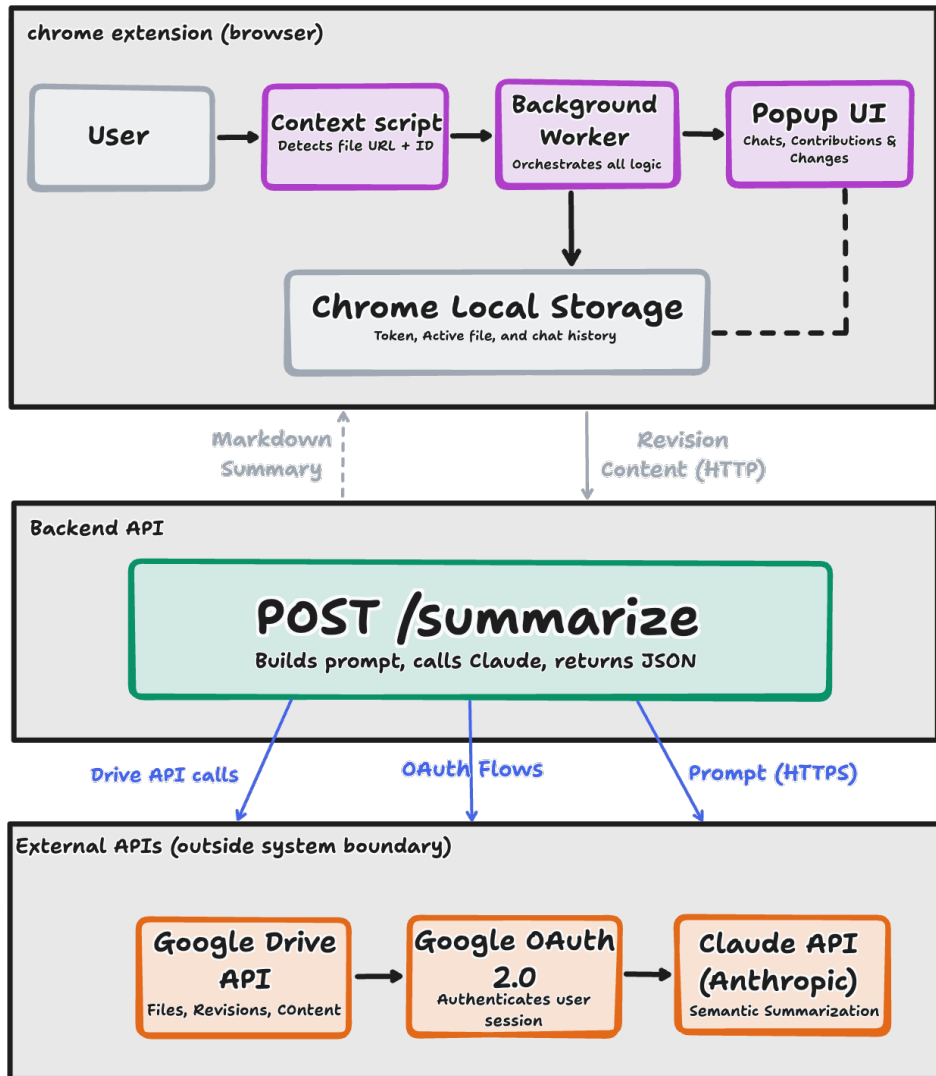 chrome extension (browser)
User
Context script
Detects file URL + ID
Background
Worker
Orchestrates all logic
Popup UI
Chats, Contributions &
Changes
Chrome Local Storage
Token, Active file, and chat history
Markdown
Summary
Revision
Content (HTTP)
Backend API
POST /summarize
Builds prompt, calls Claude, returns JSON
Drive API calls
OAuth Flows
Prompt (HTTPS)
External APIs (outside system boundary)
Google Drive
API
Files, Revisions, COntent
Google OAuth
2.0
Authenticates user
session
Claude API
(Anthropic)
Semantic Summarization